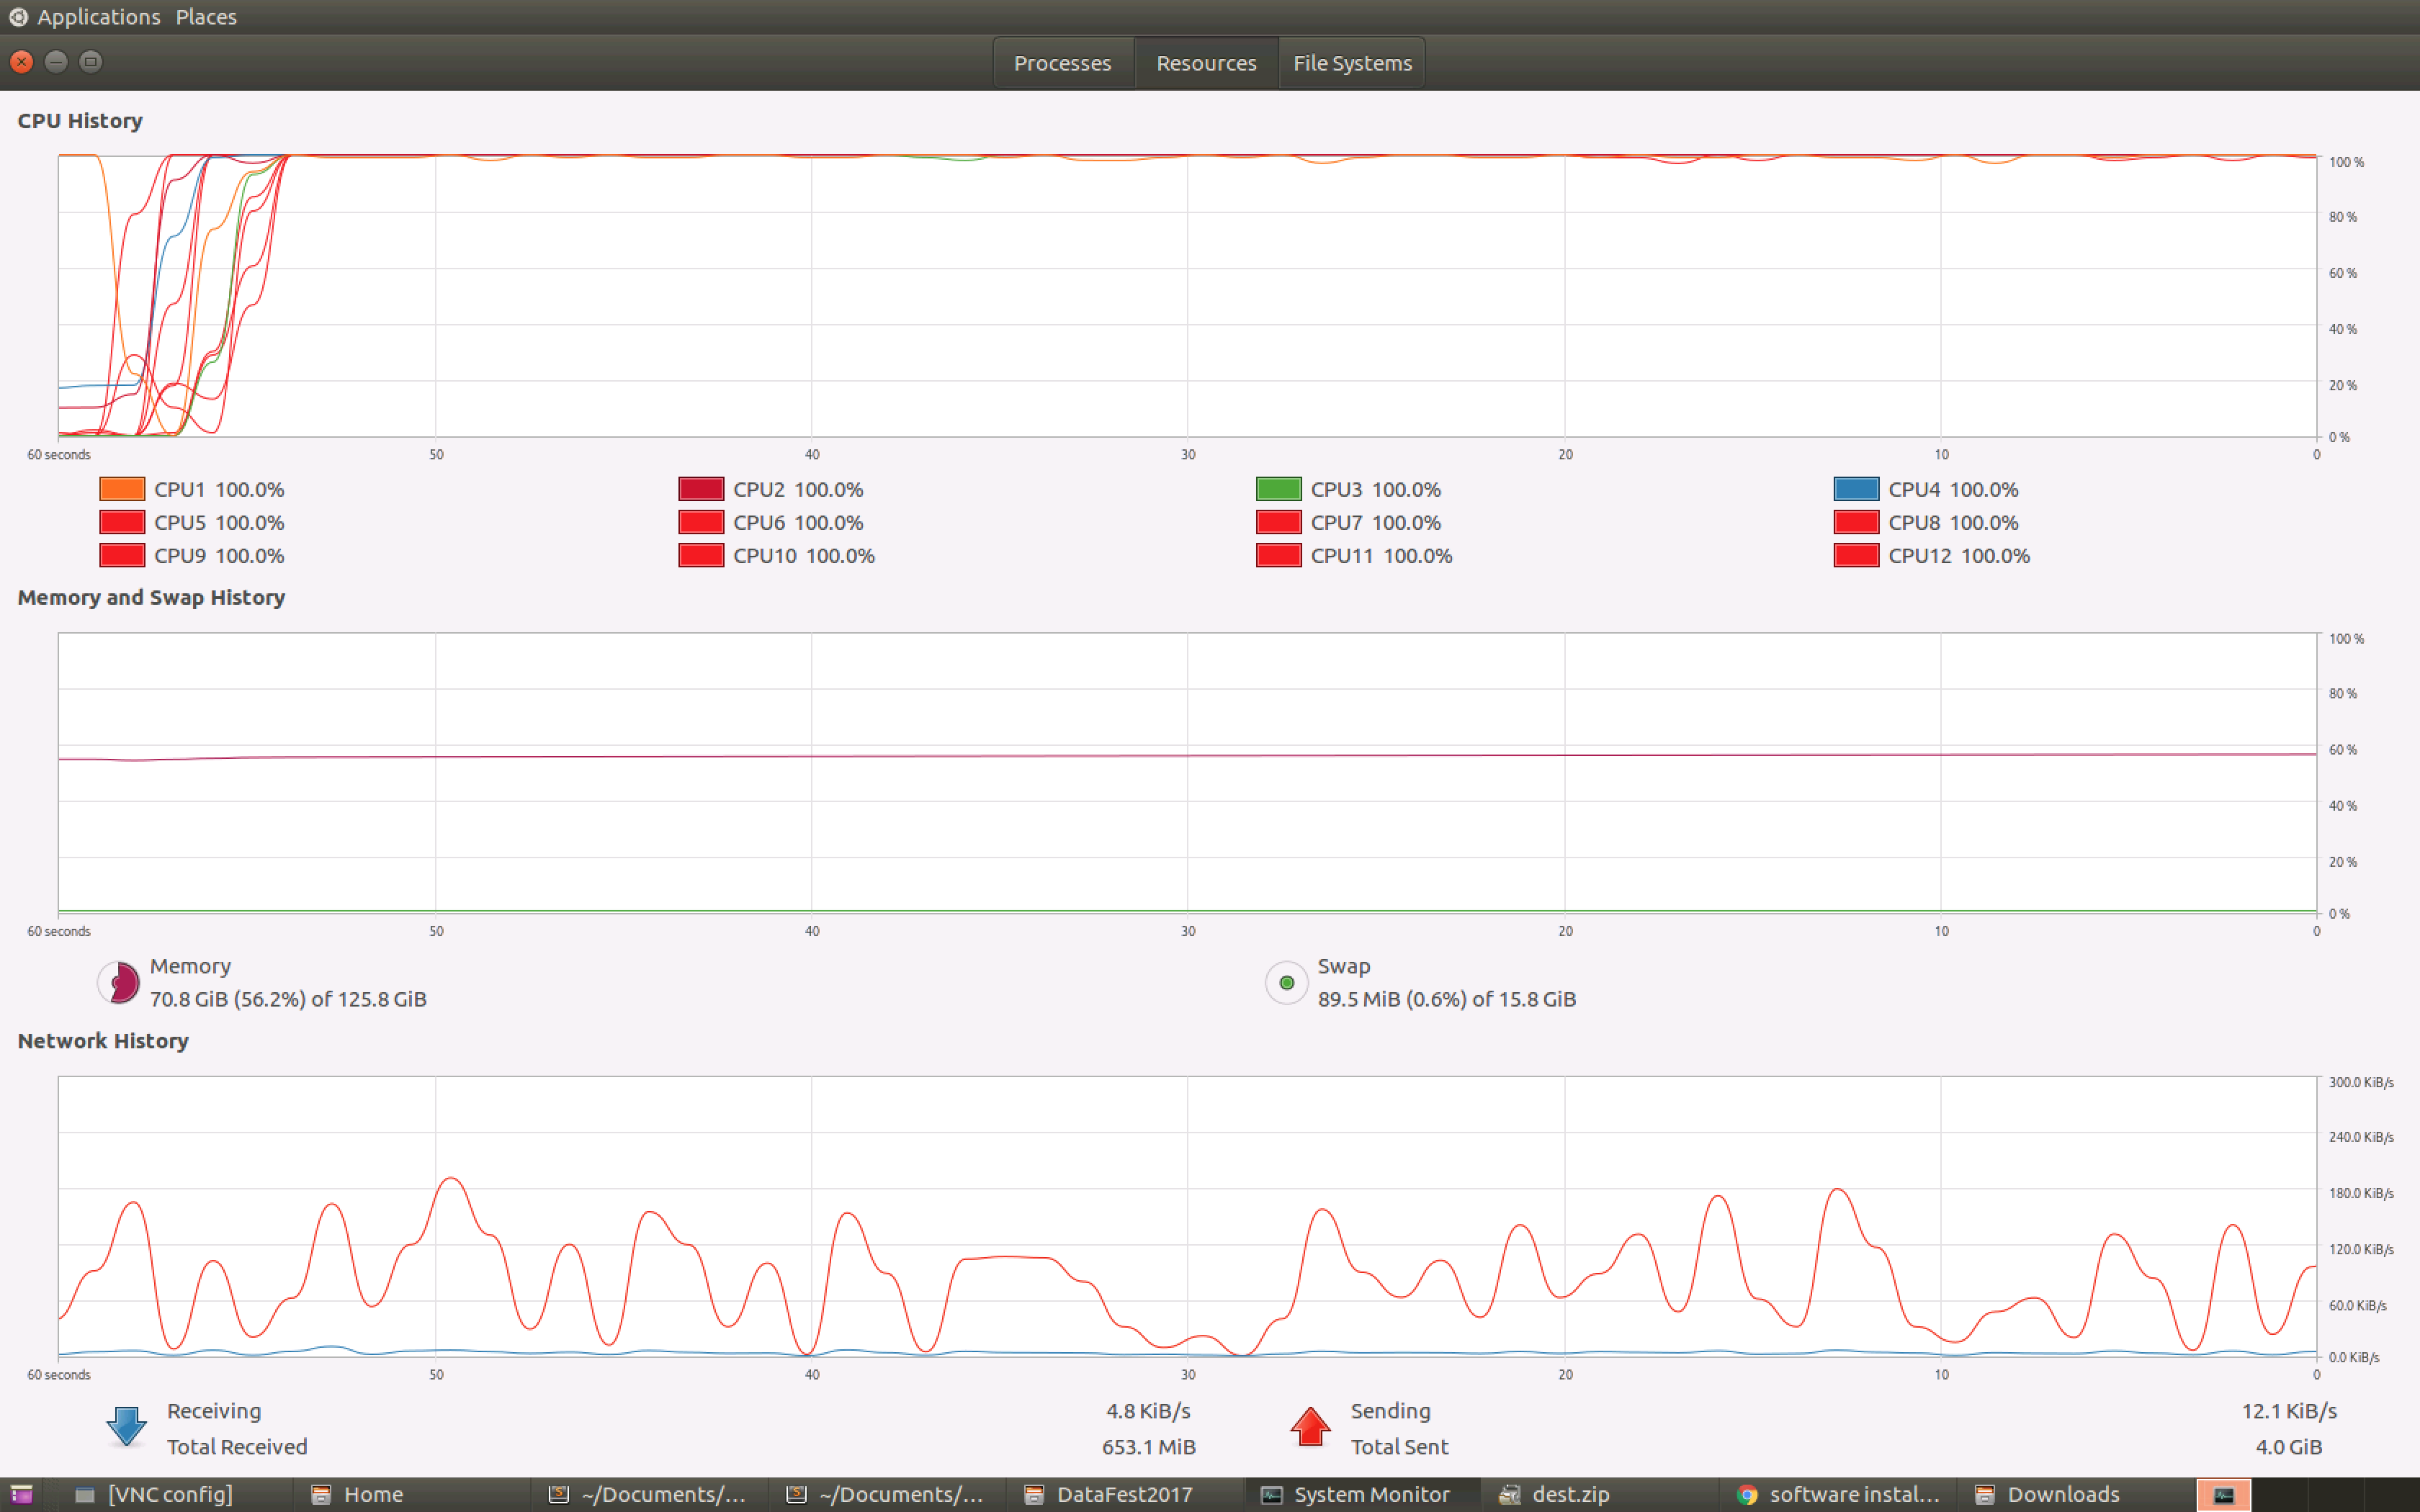 Applications Places
Processes Resources File Systems
CPU History
100 %
80 %
60 %
40 %
20 %
0 %
60 seconds 50 40 30 20 10 0
CPU1 100.0% CPU2 100.0% CPU3 100.0% CPU4 100.0%
CPU5 100.0% CPU6 100.0% CPU7 100.0% CPU8 100.0%
CPU9 100.0% CPU10 100.0% CPU11 100.0% CPU12 100.0%
Memory and Swap History
100 %
80 %
60 %
40 %
20 %
0 %
60 seconds 50 40 30 20 10 0
Memory Swap
70.8 GiB (56.2%) of 125.8 GiB 89.5 MiB (0.6%) of 15.8 GiB
Network History
300.0 KiB/s
240.0 KiB/s
180.0 KiB/s
120.0 KiB/s
60.0 KiB/s
0.0 KiB/s
60 seconds 50 40 30 20 10 0
Receiving 4.8 KiB/s Sending 12.1 KiB/s
Total Received 653.1 MiB Total Sent 4.0 GiB
[VNC config] Home ~/Documents/... ~/Documents/... DataFest2017 System Monitor dest.zip software instal... Downloads